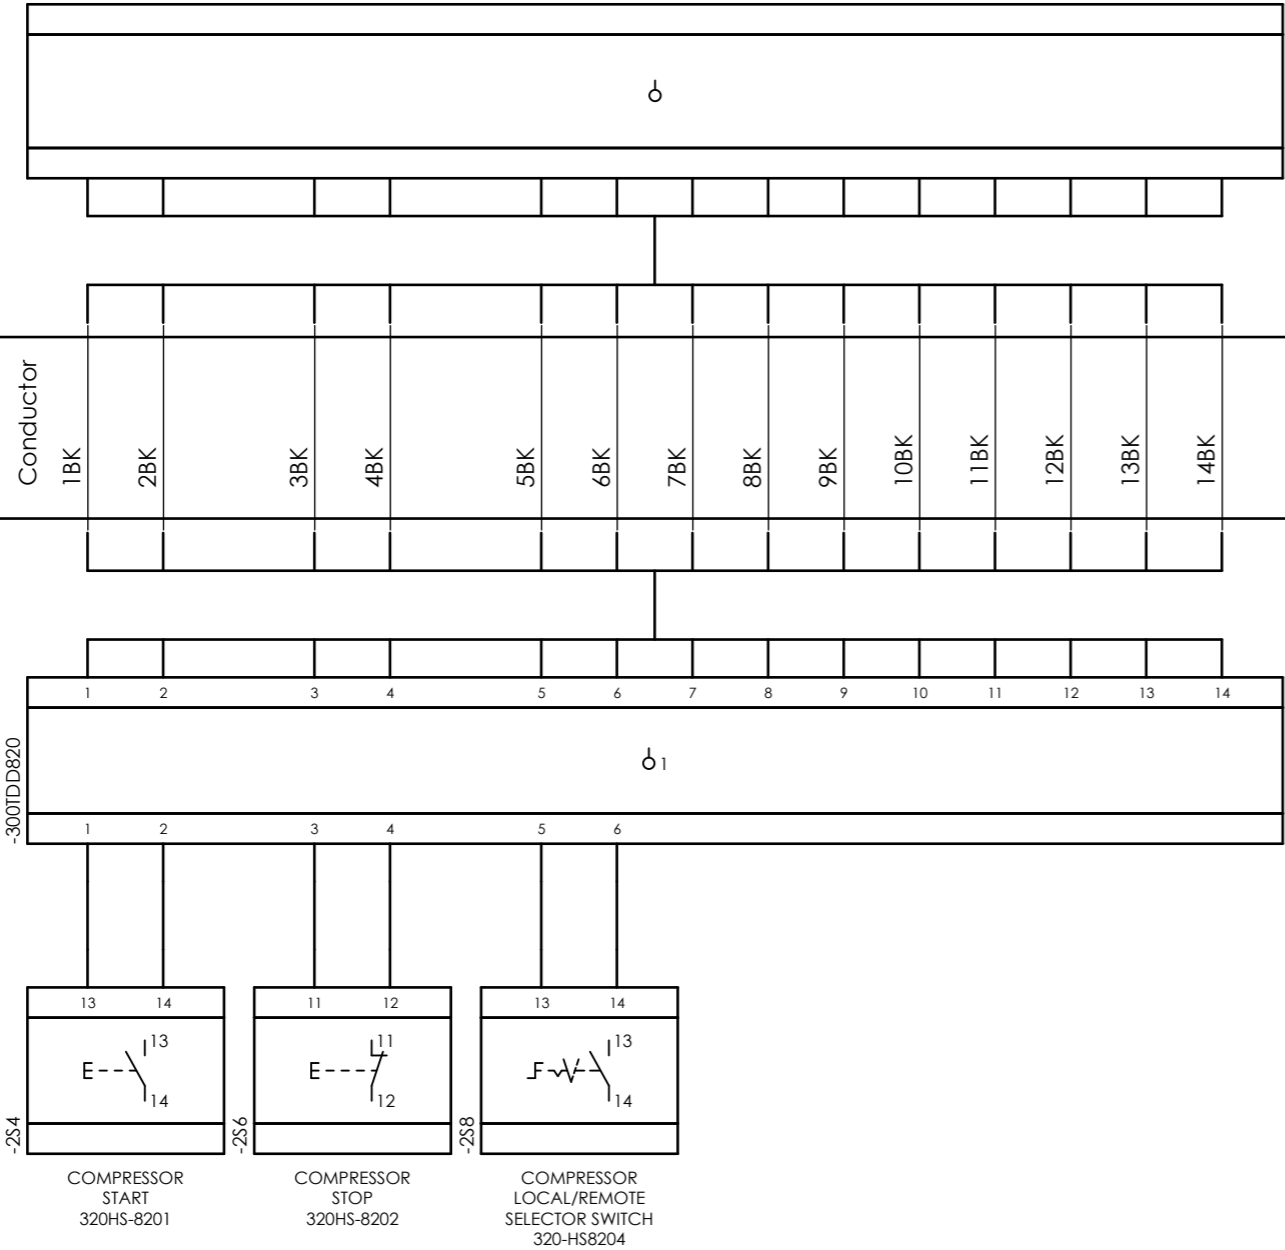 Conductor
1BK 2BK 3BK 4BK 5BK 6BK 7BK 8BK 9BK 10BK 11BK 12BK 13BK 14BK
1 2 3 4 5 6 7 8 9 10 11 12 13 14
-300TDD820
1
1 2 3 4 5 6
13 14 11 12 13 14
13 11 13
E E
14 12 14
-2S4 -2S6 -2S8
COMPRESSOR
START
320HS-8201
COMPRESSOR
STOP
320HS-8202
COMPRESSOR
LOCAL/REMOTE
SELECTOR SWITCH
320-HS8204